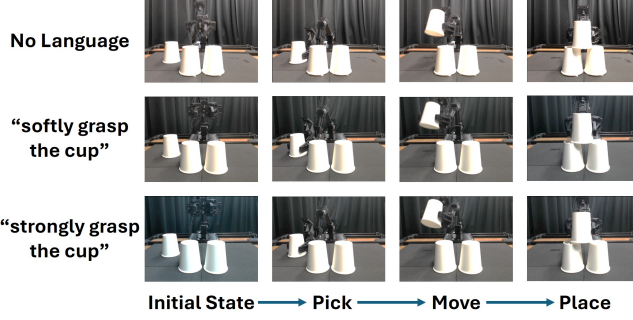 No Language
“softly grasp
the cup”
“strongly grasp
the cup”
Initial State
Pick
Move
Place